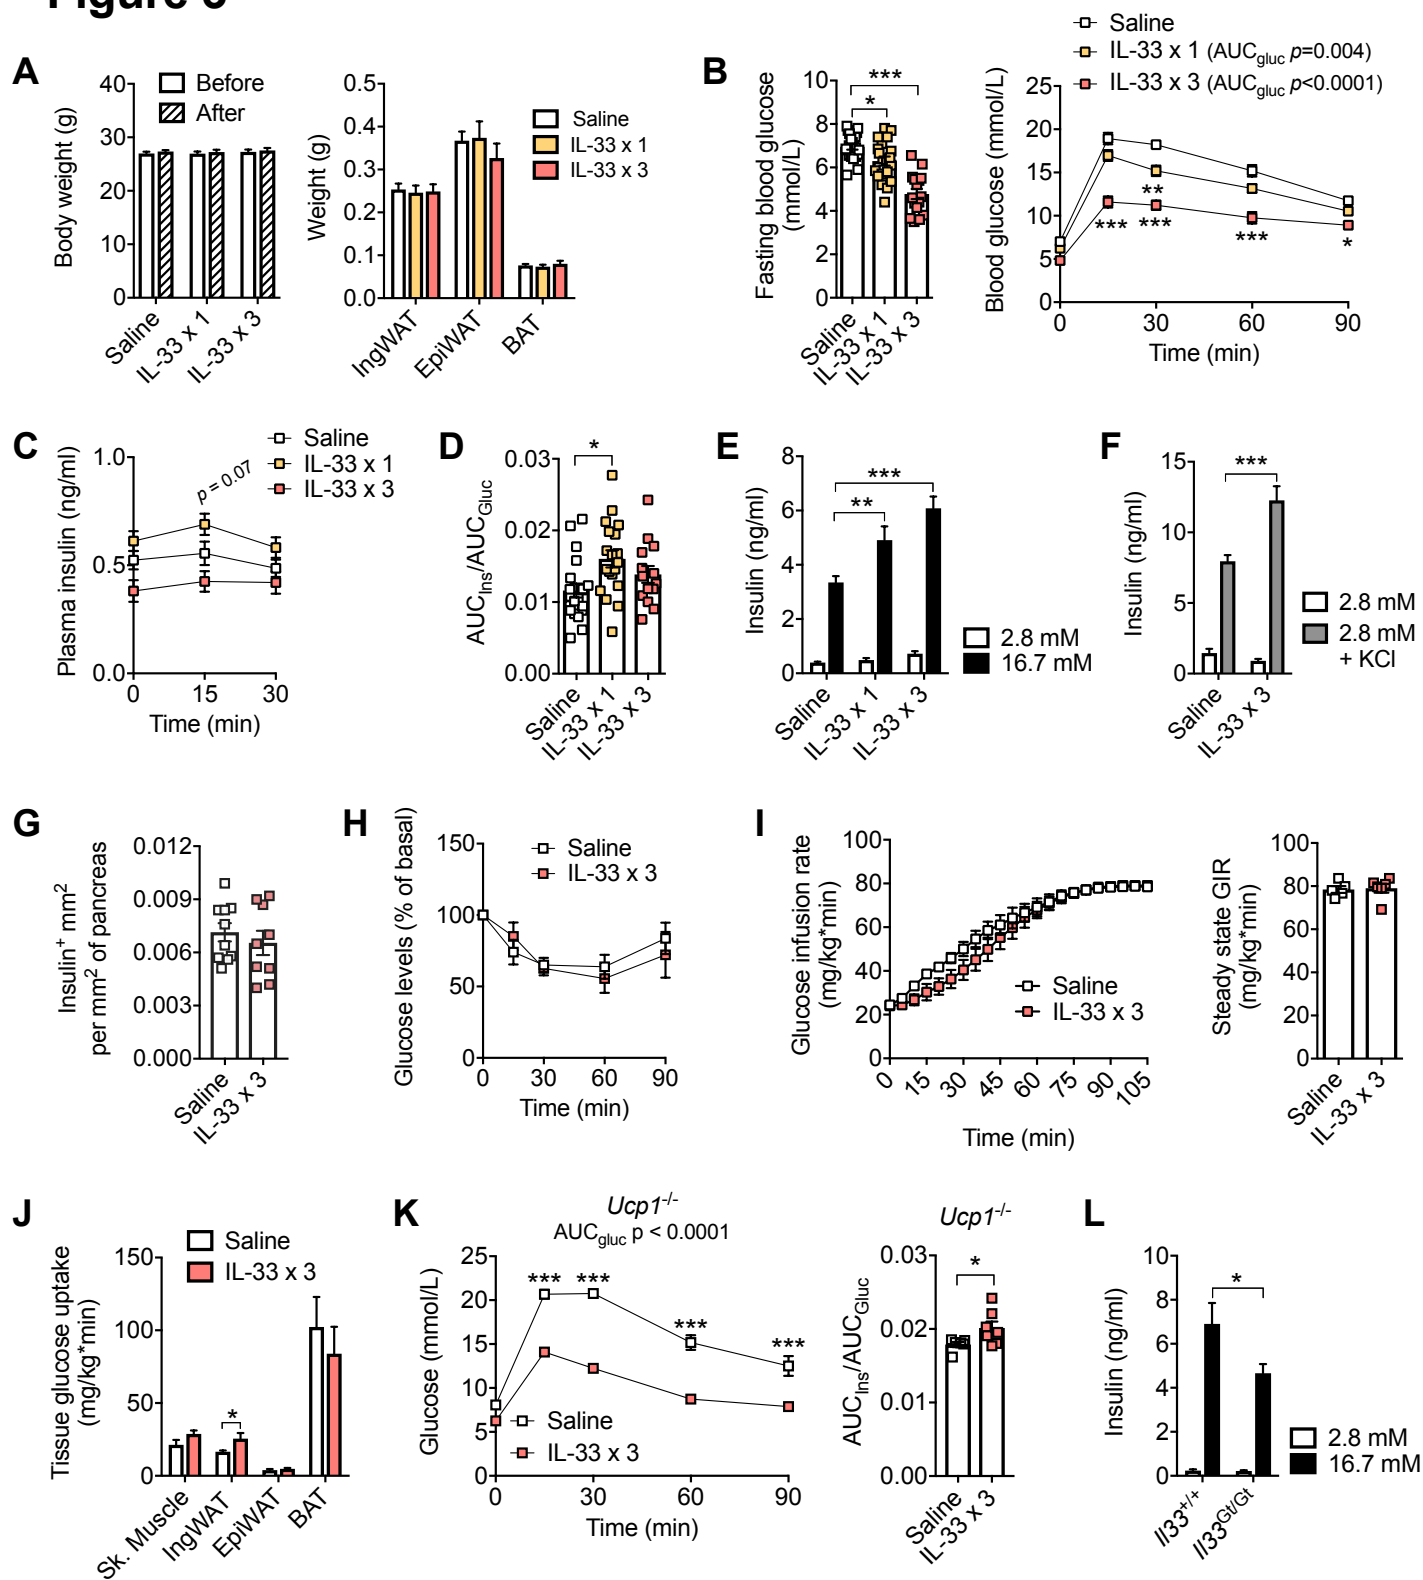 A
Body weight (g)
40
30
20
10
0
Before
After
Saline
IL-33 x 1
IL-33 x 3
Weight (g)
0.5
0.4
0.3
0.2
0.1
0.0
Saline
IL-33 x 1
IL-33 x 3
IngWAT
EpiWAT
BAT
B
Fasting blood glucose
(mmol/L)
10
8
6
4
2
0
***
*
Saline
IL-33 x 1
IL-33 x 3
Saline
IL-33 x 1 (AUCgluc p=0.004)
IL-33 x 3 (AUCgluc p<0.0001)
Blood glucose (mmol/L)
25
20
15
10
5
0
**
*** *** *** *
0 30 60 90
Time (min)
C
Plasma insulin (ng/ml)
1.0
0.5
0.0
p = 0.07
Saline
IL-33 x 1
IL-33 x 3
0 15 30
Time (min)
D
AUCIns/AUCGluc
0.03
0.02
0.01
0.00
*
Saline
IL-33 x 1
IL-33 x 3
E
Insulin (ng/ml)
8
6
4
2
0
***
**
2.8 mM
16.7 mM
Saline
IL-33 x 1
IL-33 x 3
F
Insulin (ng/ml)
15
10
5
0
***
2.8 mM
2.8 mM
+ KCl
Saline
IL-33 x 3
G
Insulin+ mm2
per mm2 of pancreas
0.012
0.009
0.006
0.003
0.000
Saline
IL-33 x 3
H
Glucose levels (% of basal)
150
100
50
0
Saline
IL-33 x 3
0 30 60 90
Time (min)
I
Glucose infusion rate
(mg/kg*min)
100
80
60
40
20
0
Saline
IL-33 x 3
0 15 30 45 60 75 90 105
Time (min)
Steady state GIR
(mg/kg*min)
100
80
60
40
20
0
Saline
IL-33 x 3
J
Tissue glucose uptake
(mg/kg*min)
150
100
50
0
Saline
IL-33 x 3
*
Sk. Muscle
IngWAT
EpiWAT
BAT
K
Ucp1-/-
AUCgluc p < 0.0001
Glucose (mmol/L)
25
20
15
10
5
0
*** *** *** ***
Saline
IL-33 x 3
0 30 60 90
Time (min)
Ucp1-/-
AUCIns/AUCGluc
0.03
0.02
0.01
0.00
*
Saline
IL-33 x 3
L
Insulin (ng/ml)
10
8
6
4
2
0
*
2.8 mM
16.7 mM
Il33+/+
Il33Gt/Gt